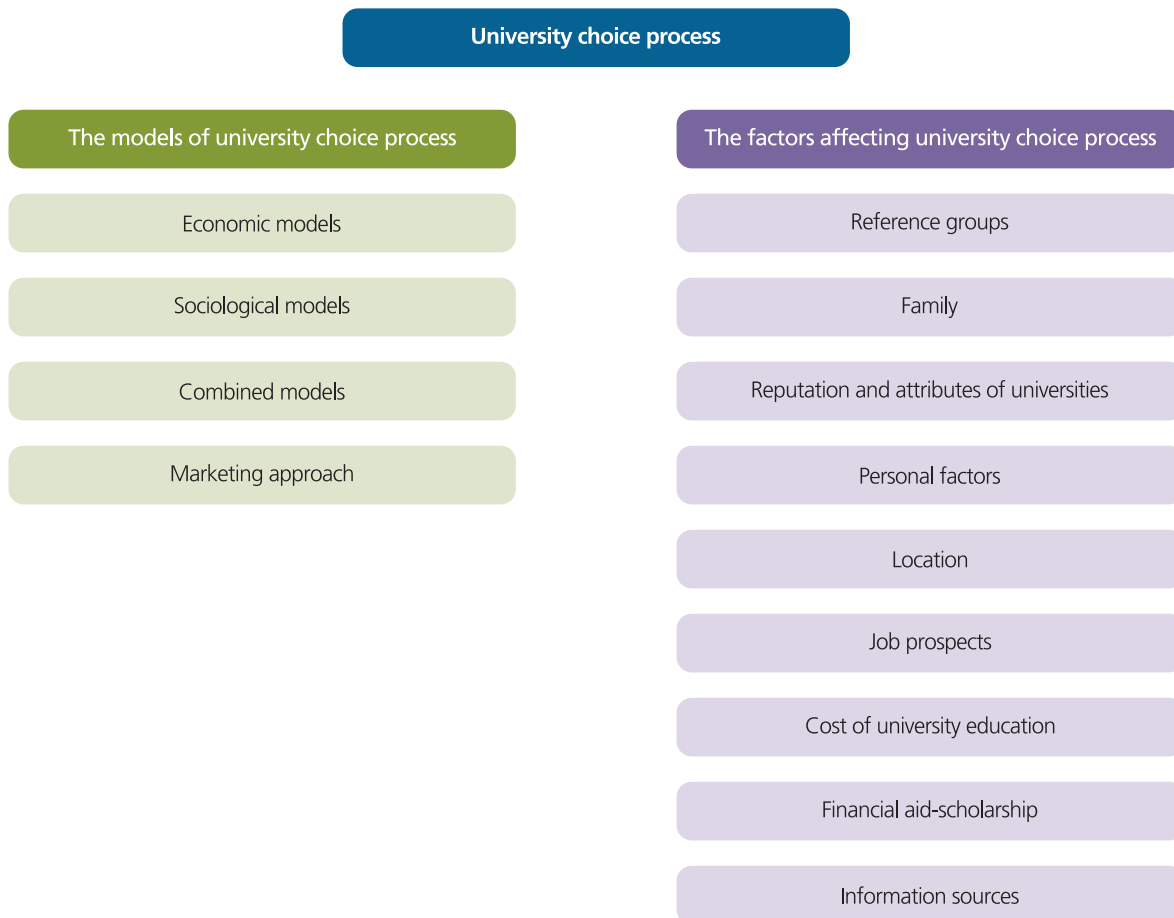 University choice process
The models of university choice process
Economic models
Sociological models
Combined models
Marketing approach
The factors affecting university choice process
Reference groups
Family
Reputation and attributes of universities
Personal factors
Location
Job prospects
Cost of university education
Financial aid-scholarship
Information sources